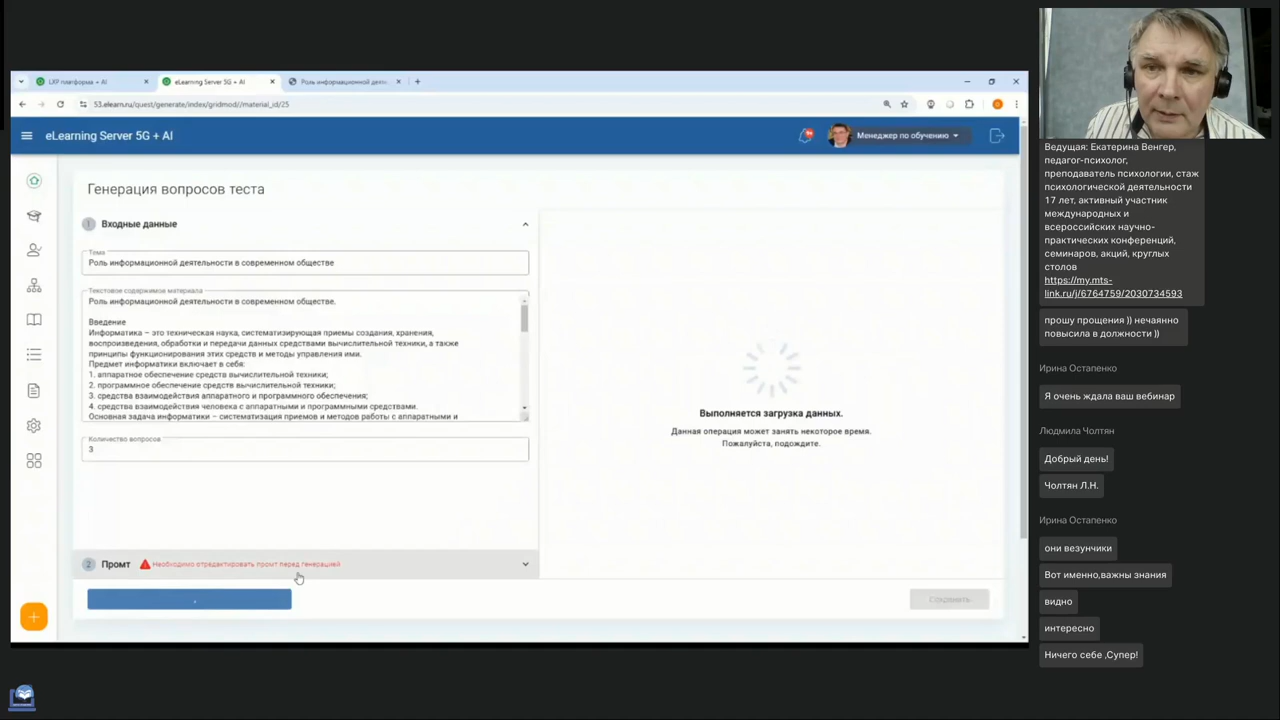 LXP платформа + AI
eLearning Server 5G + AI
Роль информационной деяте
53.elearn.ru/quest/generate/index/gridmod//material_id/25
eLearning Server 5G + AI
Менеджер по обучению
Генерация вопросов теста
1 Входные данные
Тема
Роль информационной деятельности в современном обществе
Текстовое содержимое материала
Роль информационной деятельности в современном обществе.
Введение
Информатика – это техническая наука, систематизирующая приемы создания, хранения,
воспроизведения, обработки и передачи данных средствами вычислительной техники, а также
принципы функционирования этих средств и методы управления ими.
Предмет информатики включает в себя:
1. аппаратное обеспечение средств вычислительной техники;
2. программное обеспечение средств вычислительной техники;
3. средства взаимодействия аппаратного и программного обеспечения;
4. средства взаимодействия человека с аппаратными и программными средствами.
Основная задача информатики – систематизация приемов и методов работы с аппаратными и
Количество вопросов
3
2 Промт Необходимо отредактировать промт перед генерацией
Выполняется загрузка данных.
Данная операция может занять некоторое время.
Пожалуйста, подождите.
Сохранить
Ведущая: Екатерина Венгер,
педагог-психолог,
преподаватель психологии, стаж
психологической деятельности
17 лет, активный участник
международных и
всероссийских научно-
практических конференций,
семинаров, акций, круглых
столов
https://my.mts-
link.ru/j/6764759/2030734593
прошу прощения )) нечаянно
повысила в должности ))
Ирина Остапенко
Я очень ждала ваш вебинар
Людмила Чолтян
Добрый день!
Чолтян Л.Н.
Ирина Остапенко
они везунчики
Вот именно,важны знания
видно
интересно
Ничего себе ,Супер!